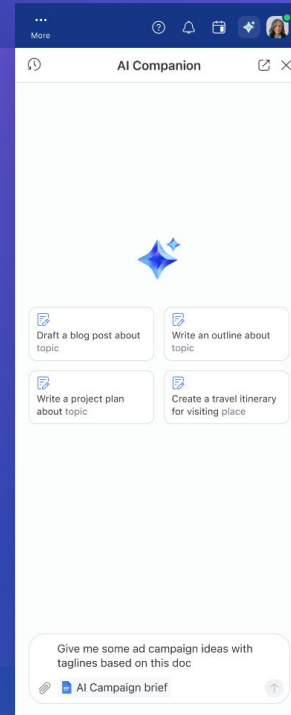 More
AI Companion
Draft a blog post about
topic
Write an outline about
topic
Write a project plan
about topic
Create a travel itinerary
for visiting place
Give me some ad campaign ideas with
taglines based on this doc
AI Campaign brief